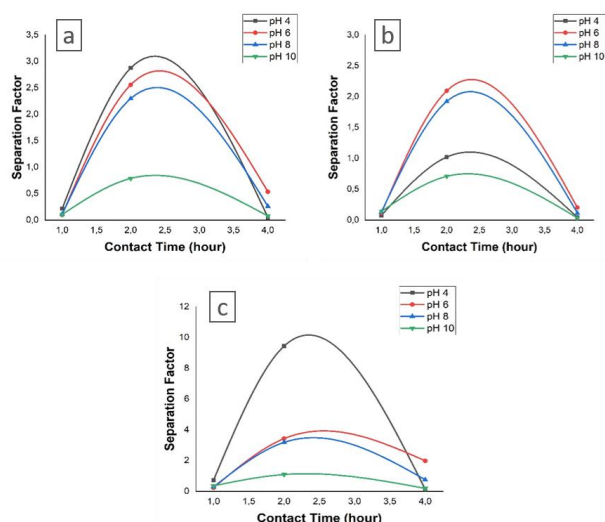 a
pH 4
pH 6
pH 8
pH 10
Separation Factor
3,5
3,0
2,5
2,0
1,5
1,0
0,5
0,0
1,0 1,5 2,0 2,5 3,0 3,5 4,0
Contact Time (hour)
b
pH 4
pH 6
pH 8
pH 10
Separation Factor
3,0
2,5
2,0
1,5
1,0
0,5
0,0
1,0 1,5 2,0 2,5 3,0 3,5 4,0
Contact Time (hour)
c
pH 4
pH 6
pH 8
pH 10
Separation Factor
12
10
8
6
4
2
0
1,0 1,5 2,0 2,5 3,0 3,5 4,0
Contact Time (hour)